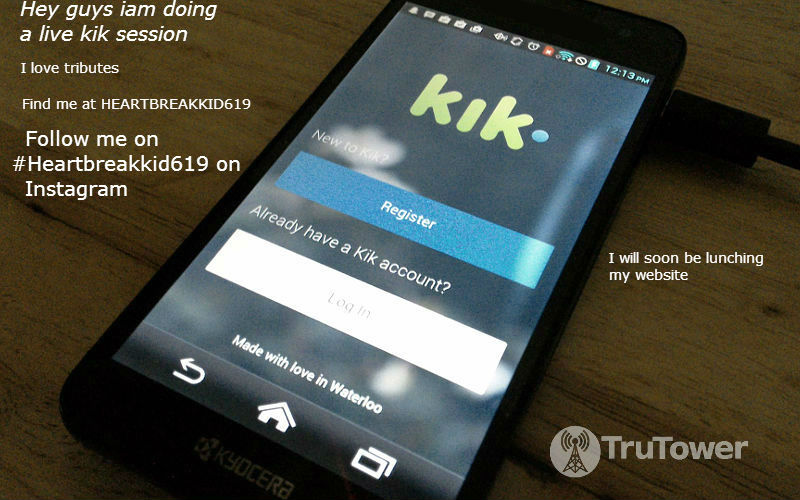 Hey guys iam doing
a live kik session
I love tributes
Find me at HEARTBREAKKID619
Follow me on
#Heartbreakkid619 on
Instagram
12:13 PM
kik
New to Kik?
Register
Already have a Kik account?
Log In
Made with love in Waterloo
KYOCERA
I will soon be lunching
my website
TruTower